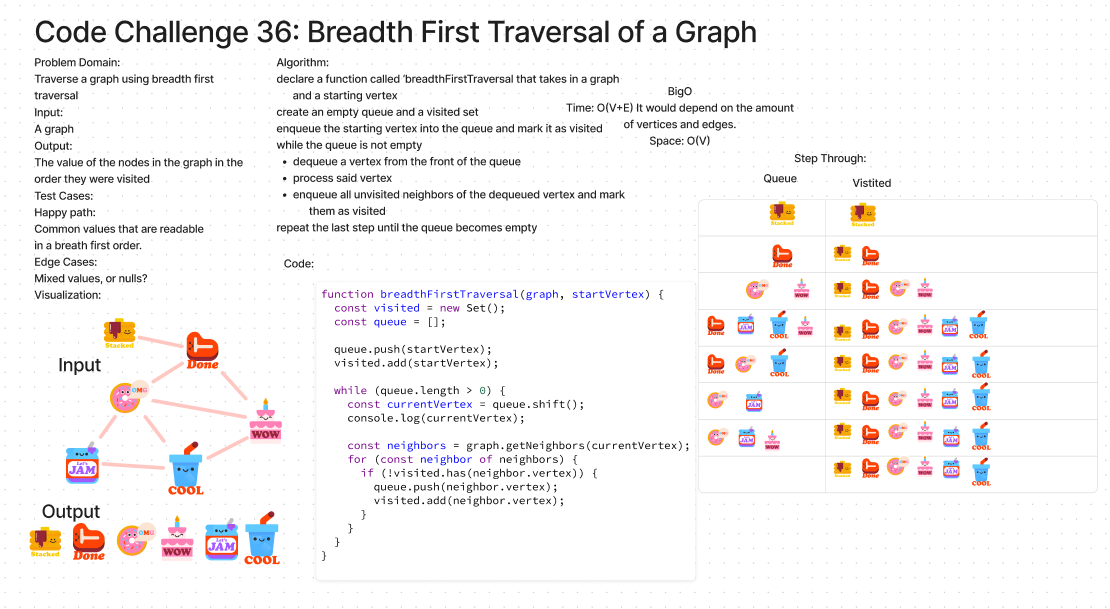 Code Challenge 36: Breadth First Traversal of a Graph
Problem Domain:
Traverse a graph using breadth first
traversal
Input:
A graph
Output:
The value of the nodes in the graph in the
order they were visited
Test Cases:
Happy path:
Common values that are readable
in a breath first order.
Edge Cases:
Mixed values, or nulls?
Visualization:
Stacked
Done
Input
OMG
WOW
Let's
JAM
COOL
Output
Stacked
Done
OMG
WOW
Let's
JAM
COOL
Algorithm:
declare a function called 'breadthFirstTraversal that takes in a graph
and a starting vertex
create an empty queue and a visited set
enqueue the starting vertex into the queue and mark it as visited
while the queue is not empty
• dequeue a vertex from the front of the queue
• process said vertex
• enqueue all unvisited neighbors of the dequeued vertex and mark
them as visited
repeat the last step until the queue becomes empty
Code:
function breadthFirstTraversal(graph, startVertex) {
const visited = new Set();
const queue = [];
queue.push(startVertex);
visited.add(startVertex);
while (queue.length > 0) {
const currentVertex = queue.shift();
console.log(currentVertex);
const neighbors = graph.getNeighbors(currentVertex);
for (const neighbor of neighbors) {
if (!visited.has(neighbor.vertex)) {
queue.push(neighbor.vertex);
visited.add(neighbor.vertex);
}
}
}
}
BigO
Time: O(V+E) It would depend on the amount
of vertices and edges.
Space: O(V)
Step Through:
Queue
Vistited
Stacked Stacked
Done Stacked Done
WOW Stacked Done WOW
Done JAM COOL WOW Stacked Done WOW JAM COOL
Done COOL Stacked Done WOW JAM COOL
JAM Stacked Done WOW JAM COOL
JAM WOW Stacked Done WOW JAM COOL
Stacked Done WOW JAM COOL